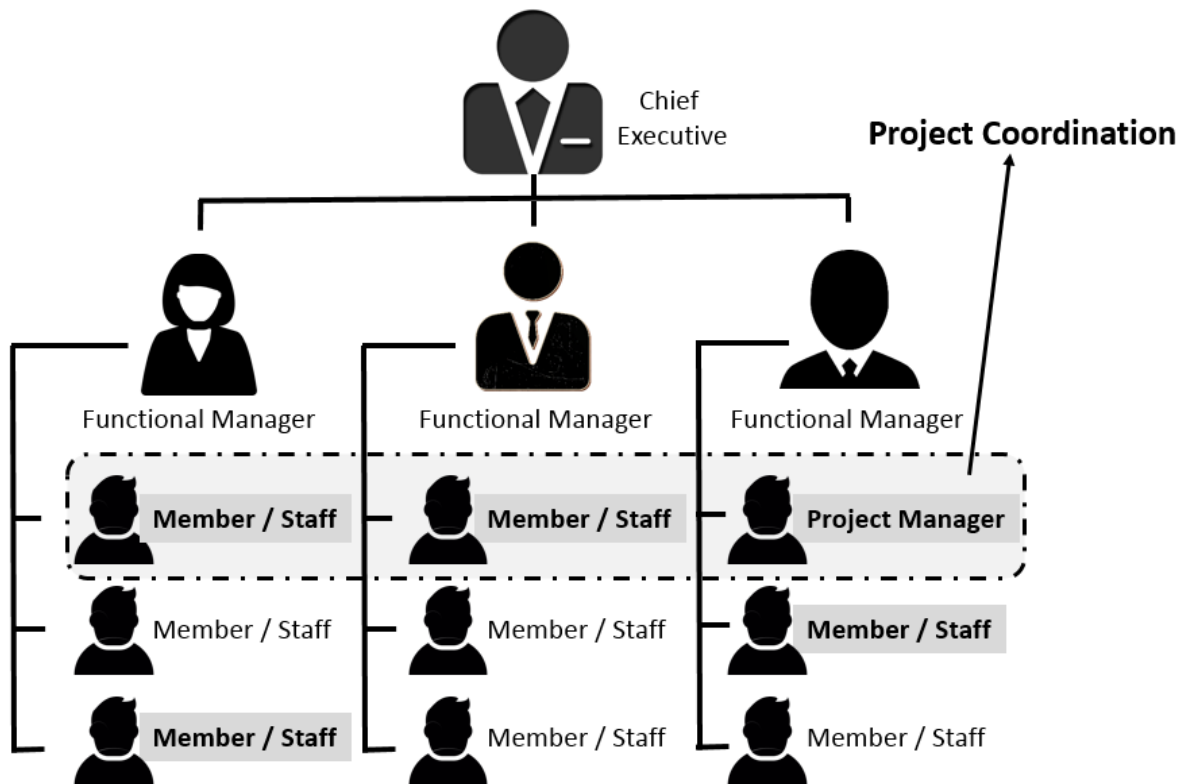 Chief
Executive
Project Coordination
Functional Manager
Functional Manager
Functional Manager
Member / Staff
Member / Staff
Project Manager
Member / Staff
Member / Staff
Member / Staff
Member / Staff
Member / Staff
Member / Staff